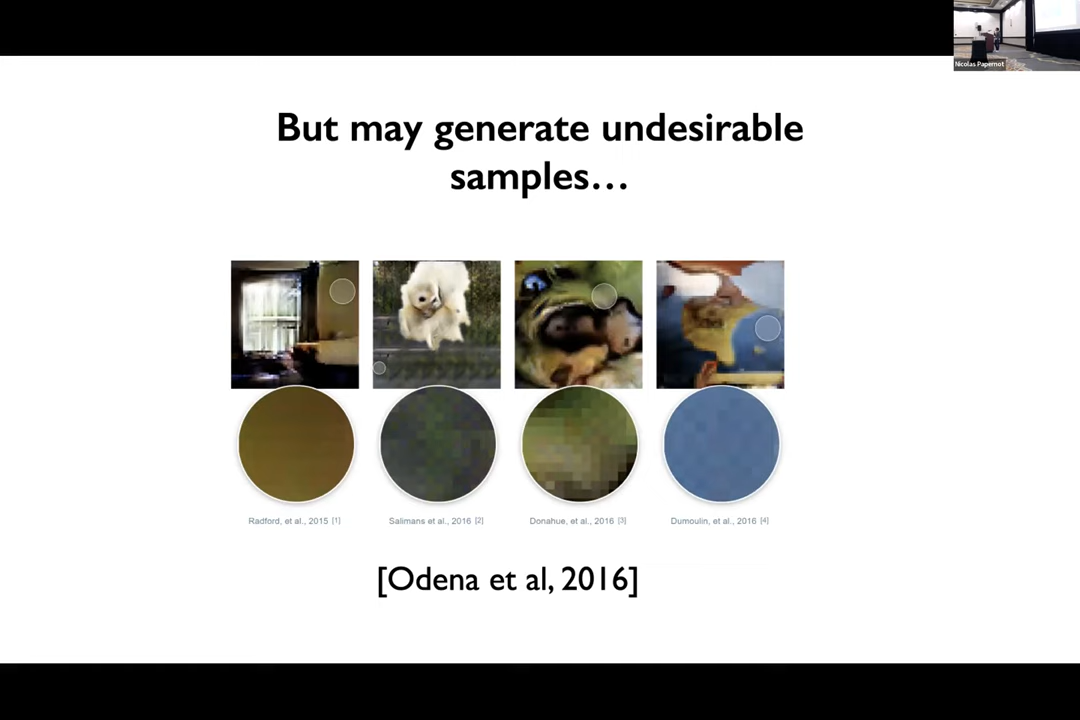 Nicolas Papernot
But may generate undesirable
samples…
Radford, et al., 2015 [1]
Salimans et al., 2016 [2]
Donahue, et al., 2016 [3]
Dumoulin, et al., 2016 [4]
[Odena et al, 2016]